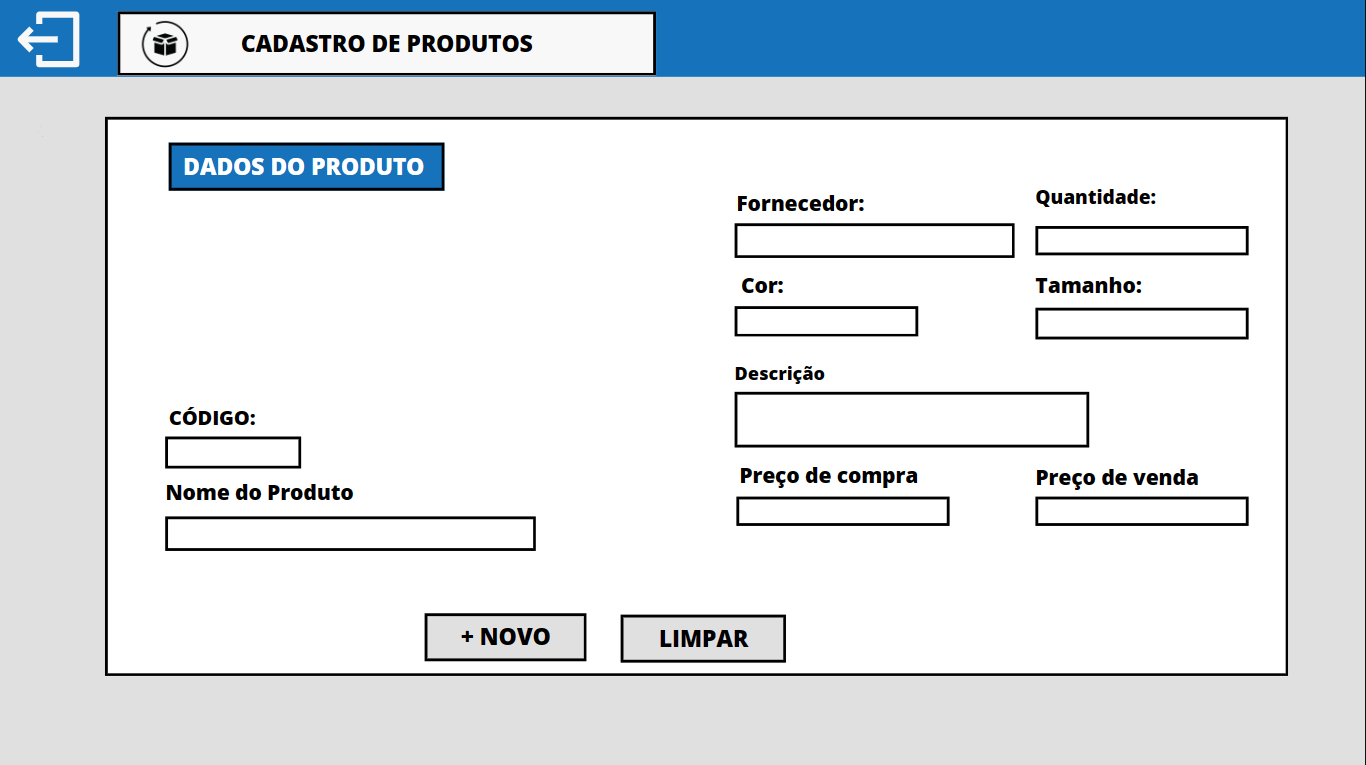 CADASTRO DE PRODUTOS
DADOS DO PRODUTO
Fornecedor:
Quantidade:
Cor:
Tamanho:
Descrição
CÓDIGO:
Preço de compra
Preço de venda
Nome do Produto
+ NOVO
LIMPAR